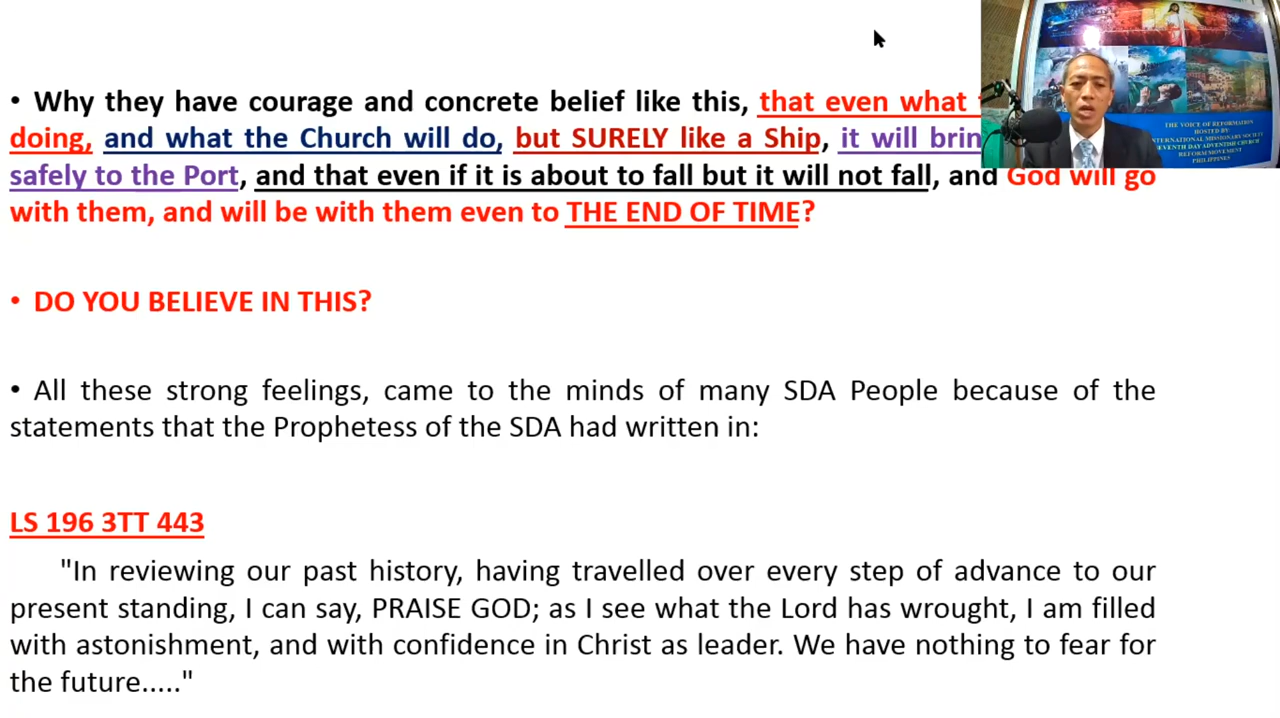 • Why they have courage and concrete belief like this, that even what
doing, and what the Church will do, but SURELY like a Ship, it will brin
safely to the Port, and that even if it is about to fall but it will not fall, and God will go
with them, and will be with them even to THE END OF TIME?
• DO YOU BELIEVE IN THIS?
• All these strong feelings, came to the minds of many SDA People because of the
statements that the Prophetess of the SDA had written in:
LS 196 3TT 443
"In reviewing our past history, having travelled over every step of advance to our
present standing, I can say, PRAISE GOD; as I see what the Lord has wrought, I am filled
with astonishment, and with confidence in Christ as leader. We have nothing to fear for
the future....."
THE VOICE OF REFORMATION
HOSTED BY:
INTERNATIONAL MISSIONARY SOCIETY
SEVENTH DAY ADVENTISH CHURCH
REFORM MOVEMENT
PHILIPPINES